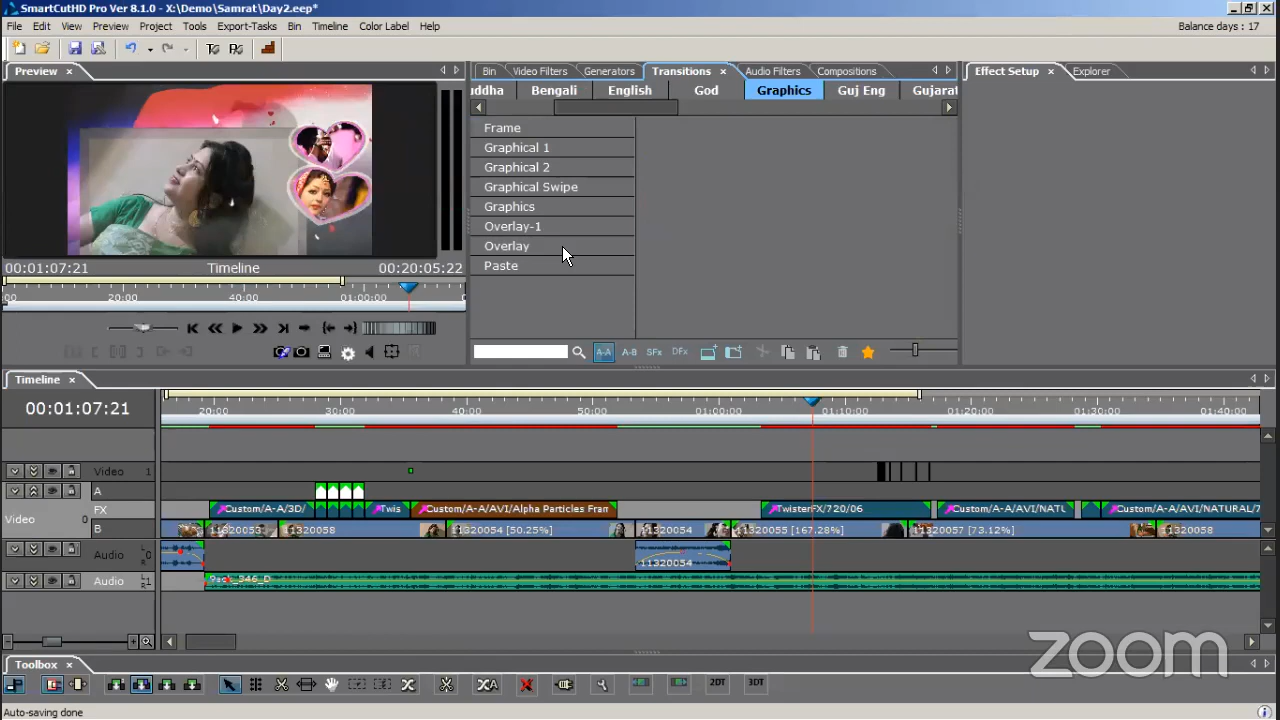 SmartCutHD Pro Ver 8.1.0 - X:\Demo\Samrat\Day2.eep*
File Edit View Preview Project Tools Export-Tasks Bin Timeline Color Label Help Balance days : 17
Preview
Bin Video Filters Generators Transitions Audio Filters Compositions
Effect Setup Explorer
uddha Bengali English God Graphics Guj Eng Gujarat
Frame
Graphical 1
Graphical 2
Graphical Swipe
Graphics
Overlay-1
Overlay
Paste
00:01:07:21 Timeline 00:20:05:22
:00 20:00 40:00 01:00:00
A-A A-B SFx DFx
Timeline
00:01:07:21
20:00 30:00 40:00 50:00 01:00:00 01:10:00 01:20:00 01:30:00 01:40:00
Video 1
A
FX Custom/A-A/3D/ Twis Custom/A-A/AVI/Alpha Particles Fram TwisterFX/720/06 Custom/A-A/AVI/NATU Custom/A-A/AVI/NATURAL/7
Video 0
B 11620055 11620058 11320054 [50.25%] 11320054 11320055 [167.28%] 11320057 [73.12%] 11320058
Audio L R 0 11320054
Audio L 1 Pack_346_D
zoom
Toolbox
XA 2DT 3DT
Auto-saving done